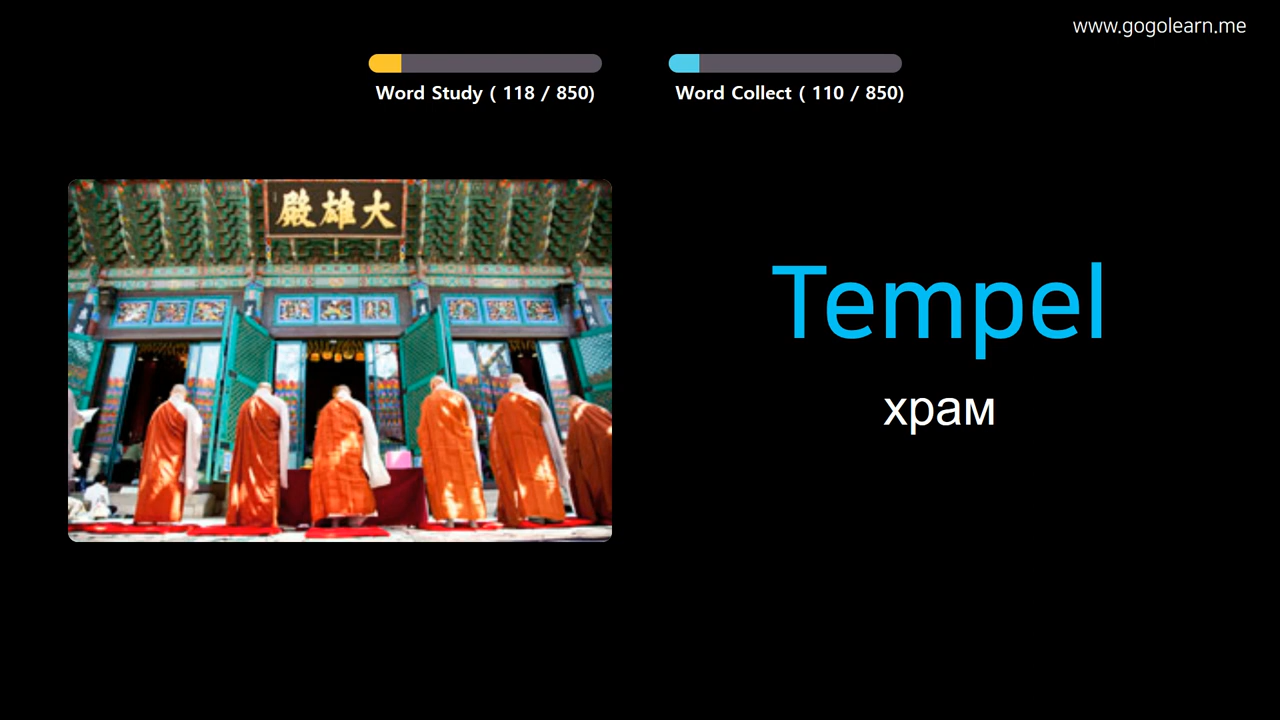 www.gogolearn.me
Word Study ( 118 / 850)
Word Collect ( 110 / 850)
殿雄大
Tempel
храм